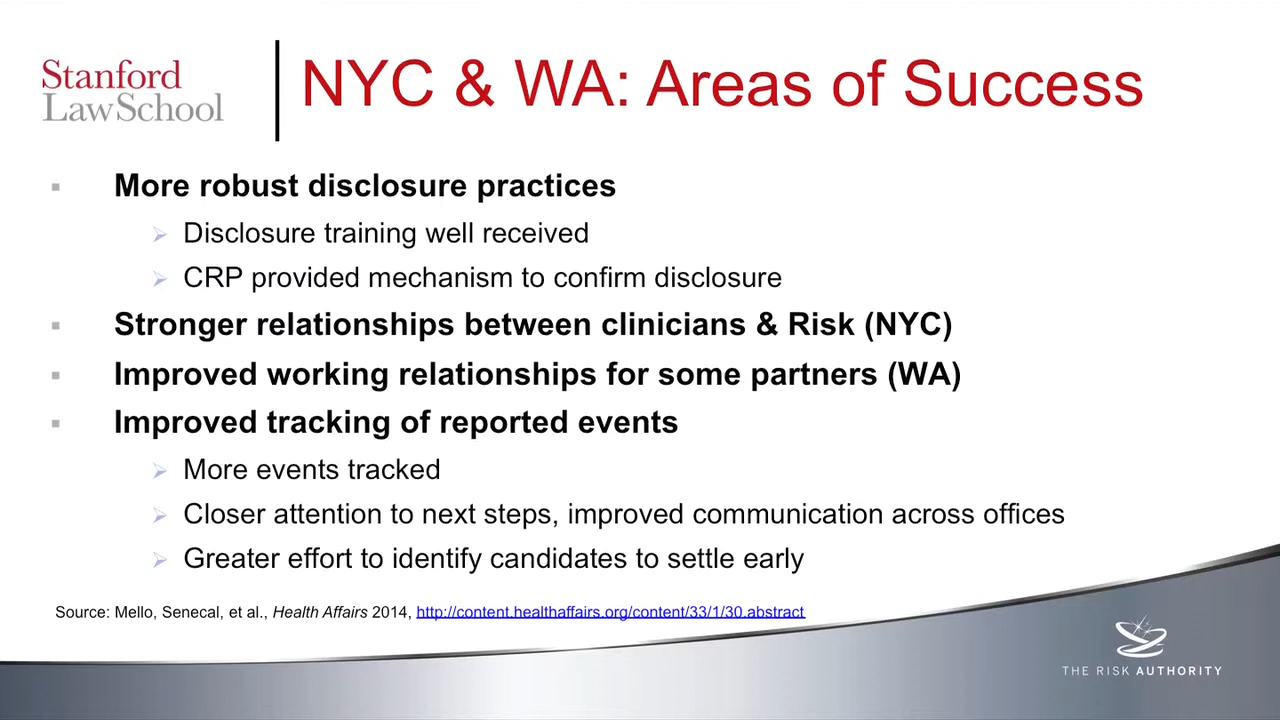 Stanford
LawSchool
NYC & WA: Areas of Success
▪ More robust disclosure practices
➢ Disclosure training well received
➢ CRP provided mechanism to confirm disclosure
▪ Stronger relationships between clinicians & Risk (NYC)
▪ Improved working relationships for some partners (WA)
▪ Improved tracking of reported events
➢ More events tracked
➢ Closer attention to next steps, improved communication across offices
➢ Greater effort to identify candidates to settle early
Source: Mello, Senecal, et al., Health Affairs 2014, http://content.healthaffairs.org/content/33/1/30.abstract
THE RISK AUTHORITY